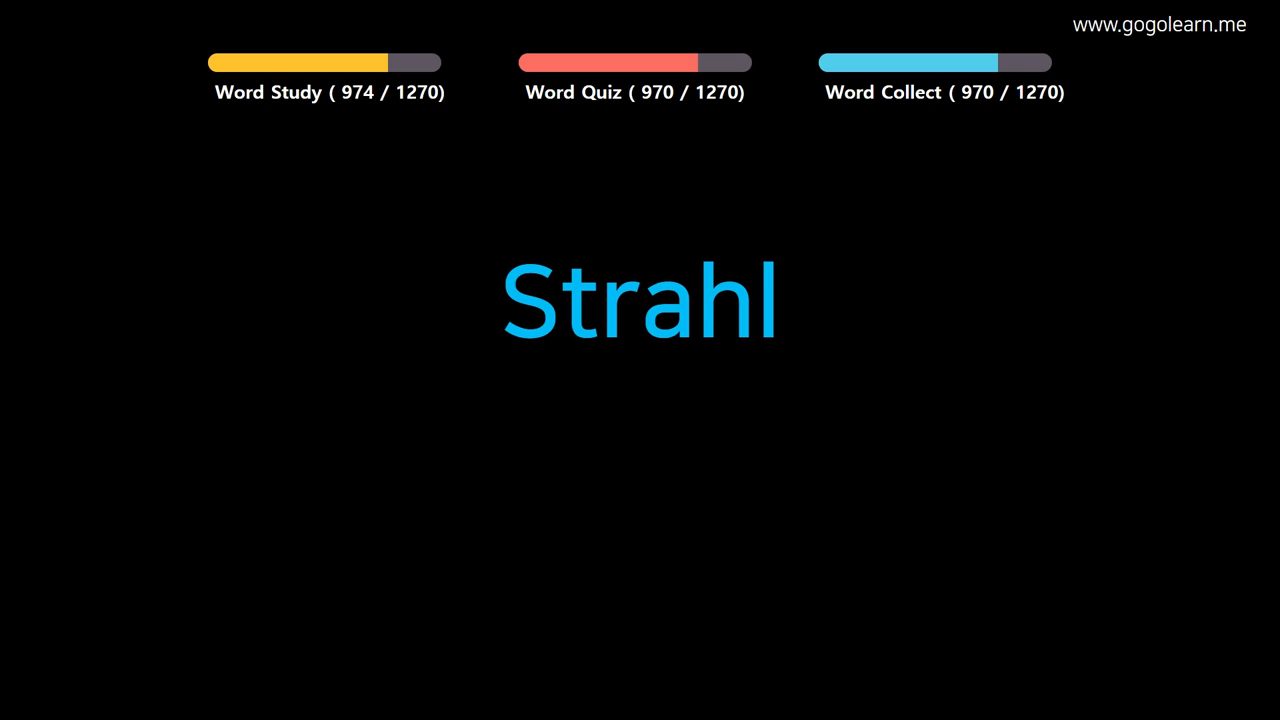 www.gogolearn.me
Word Study ( 974 / 1270)
Word Quiz ( 970 / 1270)
Word Collect ( 970 / 1270)
Strahl